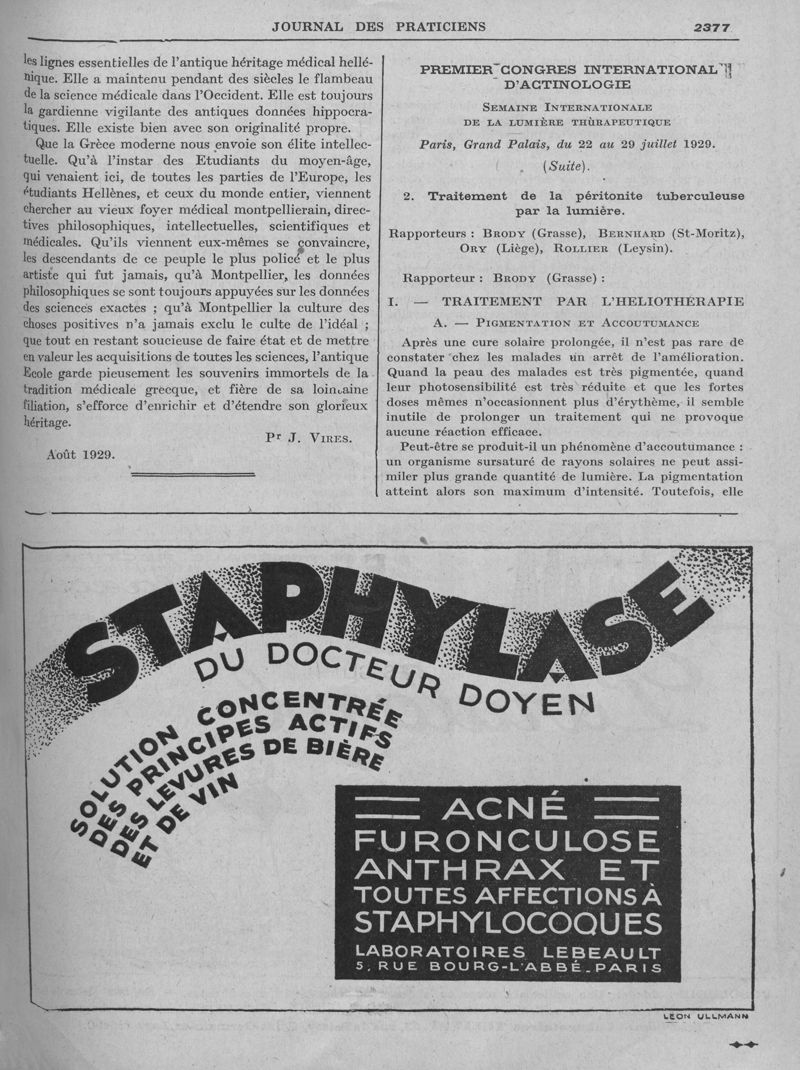 JOURNAL DES PRATICIENS
2377
les lignes essentielles de l'antique héritage médical hellé-
nique. Elle a maintenu pendant des siècles le flambeau
de la science médicale dans l'Occident. Elle est toujours
la gardienne vigilante des antiques données hippocra-
tiques. Elle existe bien avec son originalité propre.
Que la Grèce moderne nous envoie son élite intellec-
tuelle. Qu'à l'instar des Etudiants du moyen-âge,
qui venaient ici, de toutes les parties de l'Europe, les
étudiants Hellènes, et ceux du monde entier, viennent
chercher au vieux foyer médical montpellierain, direc-
tives philosophiques, intellectuelles, scientifiques et
médicales. Qu'ils viennent eux-mêmes se convaincre,
les descendants de ce peuple le plus policé et le plus
artiste qui fut jamais, qu'à Montpellier, les données
philosophiques se sont toujours appuyées sur les données
des sciences exactes ; qu'à Montpellier la culture des
choses positives n'a jamais exclu le culte de l'idéal ;
que tout en restant soucieuse de faire état et de mettre
en valeur les acquisitions de toutes les sciences, l'antique
Ecole garde pieusement les souvenirs immortels de la
tradition médicale grecque, et fière de sa lointaine
filiation, s'efforce d'enrichir et d'étendre son glorieux
héritage.
Pr J. VIRES.
Août 1929.
PREMIER CONGRES INTERNATIONAL
D'ACTINOLOGIE
SEMAINE INTERNATIONALE
DE LA LUMIÈRE THÙRAPEUTIQUE
Paris, Grand Palais, du 22 au 29 juillet 1929.
(Suite).
2. Traitement de la péritonite tuberculeuse
par la lumière.
Rapporteurs : BRODY (Grasse), BERNHARD (St-Moritz),
ORY (Liège), ROLLIER (Leysin).
Rapporteur : BRODY (Grasse) :
I. — TRAITEMENT PAR L'HELIOTHÉRAPIE
A. — PIGMENTATION ET ACCOUTUMANCE
Après une cure solaire prolongée, il n'est pas rare de
constater chez les malades un arrêt de l'amélioration.
Quand la peau des malades est très pigmentée, quand
leur photosensibilité est très réduite et que les fortes
doses mêmes n'occasionnent plus d'érythème, il semble
inutile de prolonger un traitement qui ne provoque
aucune réaction efficace.
Peut-être se produit-il un phénomène d'accoutumance :
un organisme sursaturé de rayons solaires ne peut assi-
miler plus grande quantité de lumière. La pigmentation
atteint alors son maximum d'intensité. Toutefois, elle
STAPHYLASE
DU DOCTEUR DOYEN
SOLUTION CONCENTRÉE
DES PRINCIPES ACTIFS
DES LEVURES DE BIÈRE
ET DE VIN
ACNÉ
FURONCULOSE
ANTHRAX ET
TOUTES AFFECTIONS À
STAPHYLOCOQUES
LABORATOIRES LEBEAULT
5, RUE BOURG-L'ABBÉ_PARIS
LEON ULLMANN